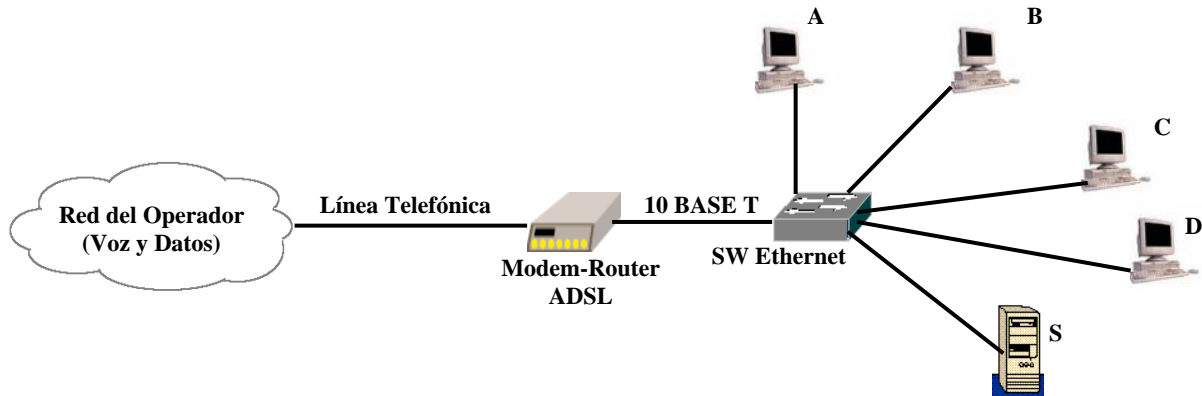 A
B
C
Red del Operador
(Voz y Datos)
Línea Telefónica
10 BASE T
D
Modem-Router
ADSL
SW Ethernet
S